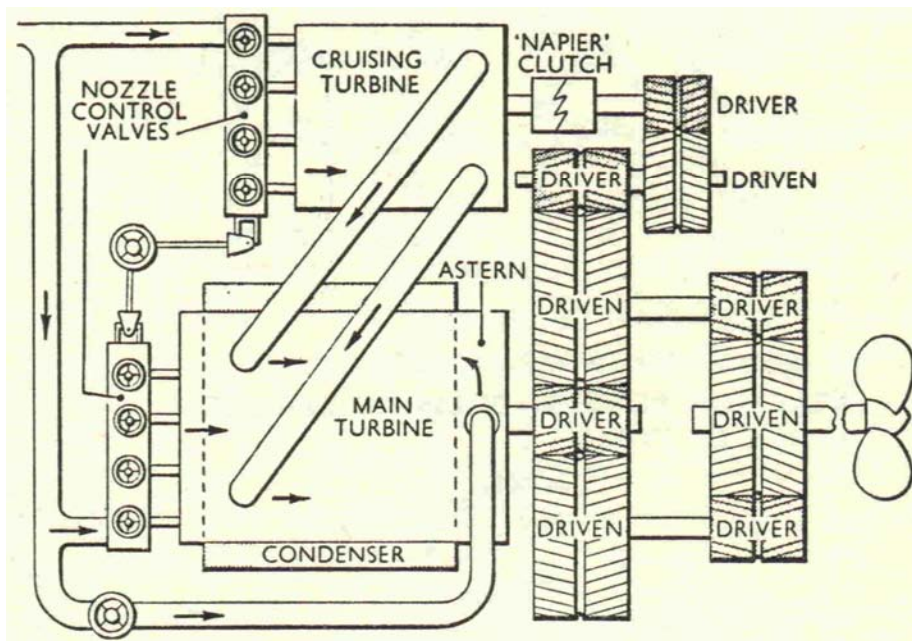 CRUISING
TURBINE
'NAPIER'
CLUTCH
NOZZLE
CONTROL
VALVES
DRIVER
DRIVER
DRIVEN
ASTERN
DRIVEN
DRIVER
MAIN
TURBINE
DRIVER
DRIVEN
DRIVEN
DRIVER
CONDENSER